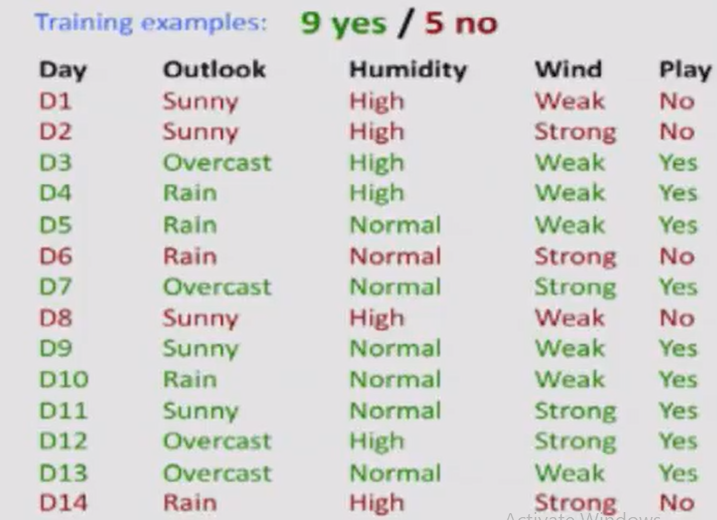 Training examples: 9 yes / 5 no
Day Outlook Humidity Wind Play
D1 Sunny High Weak No
D2 Sunny High Strong No
D3 Overcast High Weak Yes
D4 Rain High Weak Yes
D5 Rain Normal Weak Yes
D6 Rain Normal Strong No
D7 Overcast Normal Strong Yes
D8 Sunny High Weak No
D9 Sunny Normal Weak Yes
D10 Rain Normal Weak Yes
D11 Sunny Normal Strong Yes
D12 Overcast High Strong Yes
D13 Overcast Normal Weak Yes
D14 Rain High Strong No
Activate Windows